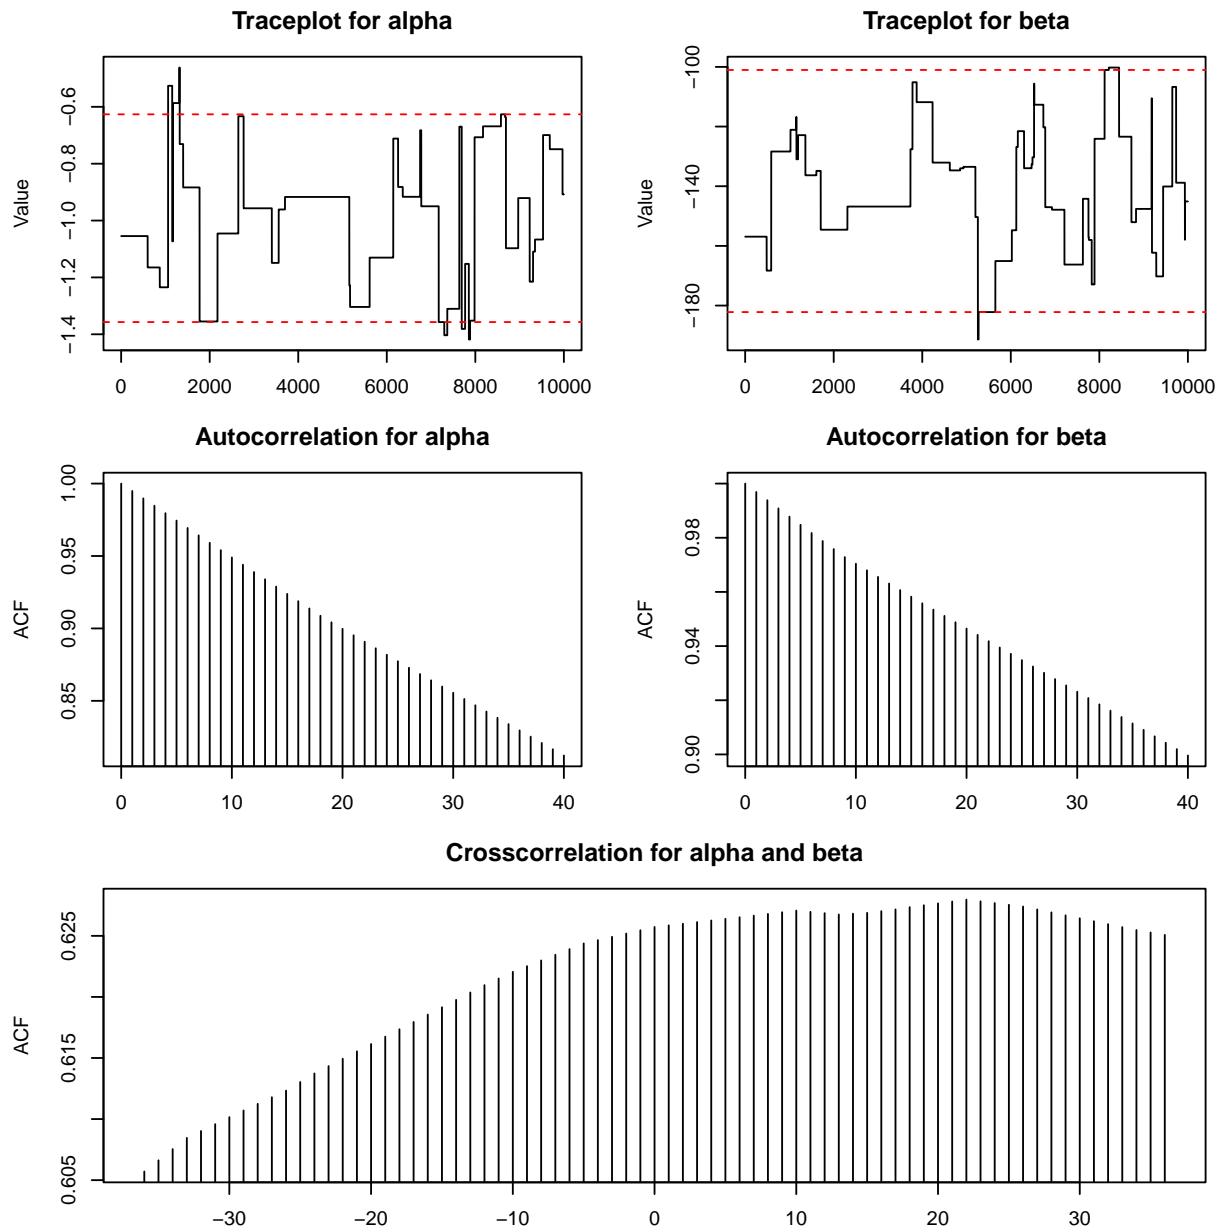 Traceplot for alpha
Value
−0.6
−0.8
−1.0
−1.2
−1.4
0 2000 4000 6000 8000 10000
Traceplot for beta
Value
−100
−140
−180
0 2000 4000 6000 8000 10000
Autocorrelation for alpha
ACF
1.00
0.95
0.90
0.85
0 10 20 30 40
Autocorrelation for beta
ACF
0.98
0.94
0.90
0 10 20 30 40
Crosscorrelation for alpha and beta
ACF
0.625
0.615
0.605
−30 −20 −10 0 10 20 30